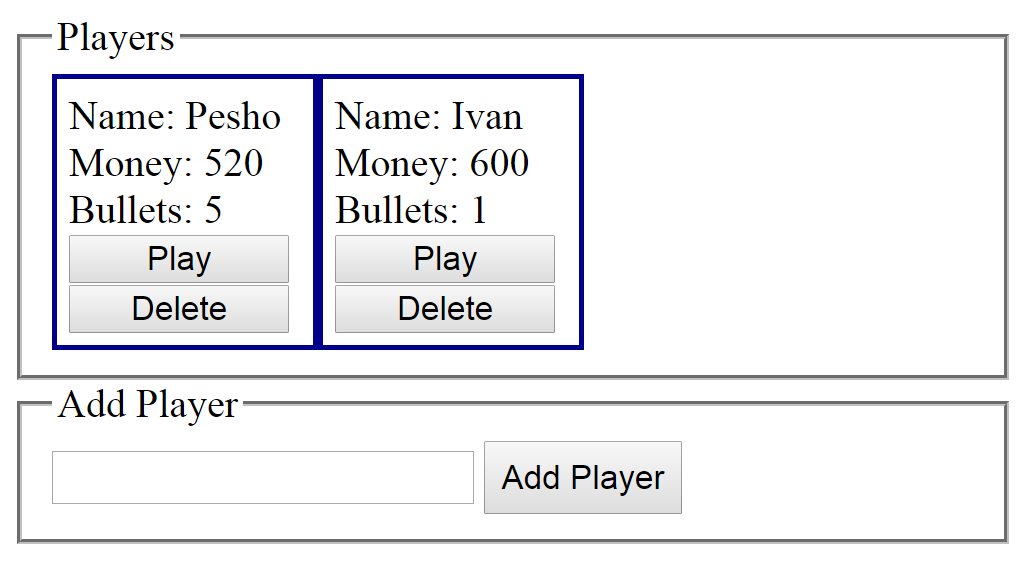 Players
Name: Pesho
Money: 520
Bullets: 5
Play
Delete
Name: Ivan
Money: 600
Bullets: 1
Play
Delete
Add Player
Add Player